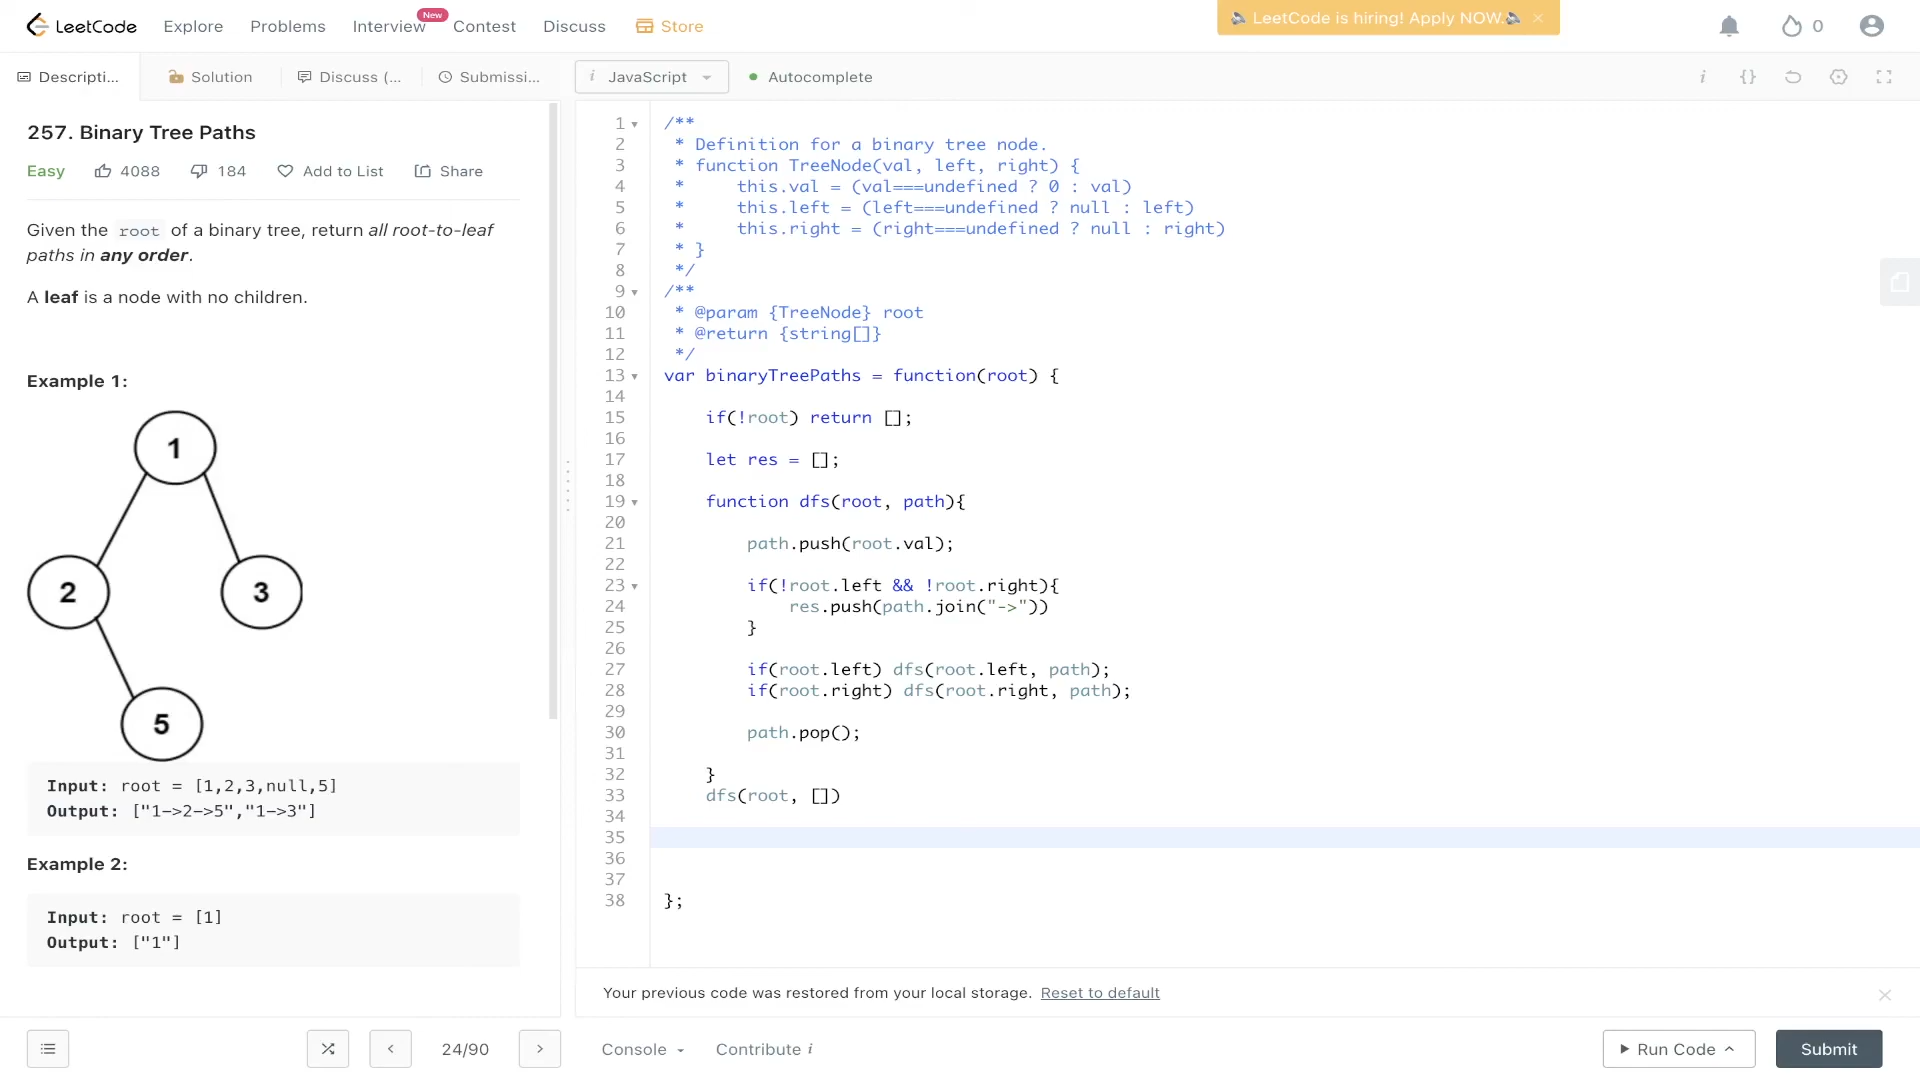 LeetCode Explore Problems Interview New Contest Discuss Store LeetCode is hiring! Apply NOW. 0
Descripti... Solution Discuss (... Submissi... i JavaScript Autocomplete
257. Binary Tree Paths
Easy 4088 184 Add to List Share
Given the root of a binary tree, return all root-to-leaf
paths in any order.
A leaf is a node with no children.
Example 1:
1
2
3
5
Input: root = [1,2,3,null,5]
Output: ["1->2->5","1->3"]
Example 2:
Input: root = [1]
Output: ["1"]
24/90
1 /**
2  * Definition for a binary tree node.
3  * function TreeNode(val, left, right) {
4  *     this.val = (val===undefined ? 0 : val)
5  *     this.left = (left===undefined ? null : left)
6  *     this.right = (right===undefined ? null : right)
7  * }
8  */
9 /**
10  * @param {TreeNode} root
11  * @return {string[]}
12  */
13 var binaryTreePaths = function(root) {
14
15     if(!root) return [];
16
17     let res = [];
18
19     function dfs(root, path){
20
21         path.push(root.val);
22
23         if(!root.left && !root.right){
24             res.push(path.join("->"))
25         }
26
27         if(root.left) dfs(root.left, path);
28         if(root.right) dfs(root.right, path);
29
30         path.pop();
31
32     }
33     dfs(root, [])
34
35
36
37
38 };
Your previous code was restored from your local storage. Reset to default
Console Contribute i Run Code Submit